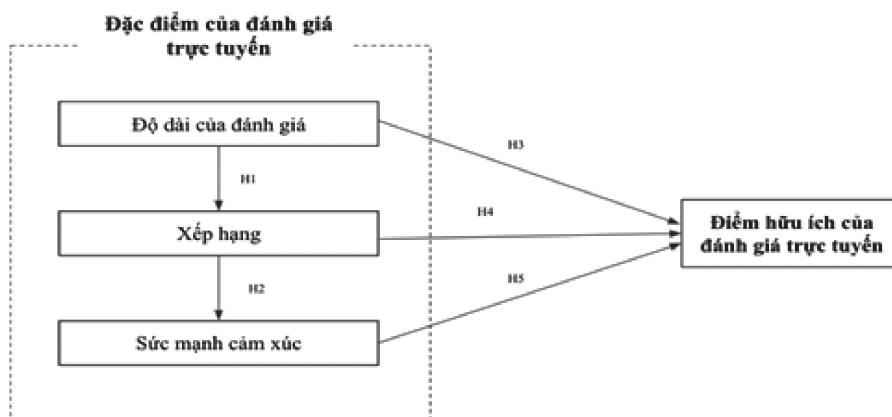 Đặc điểm của đánh giá
trực tuyến
Độ dài của đánh giá
H3
H1
Xếp hạng
H4
Điểm hữu ích của
đánh giá trực tuyến
H2
H5
Sức mạnh cảm xúc